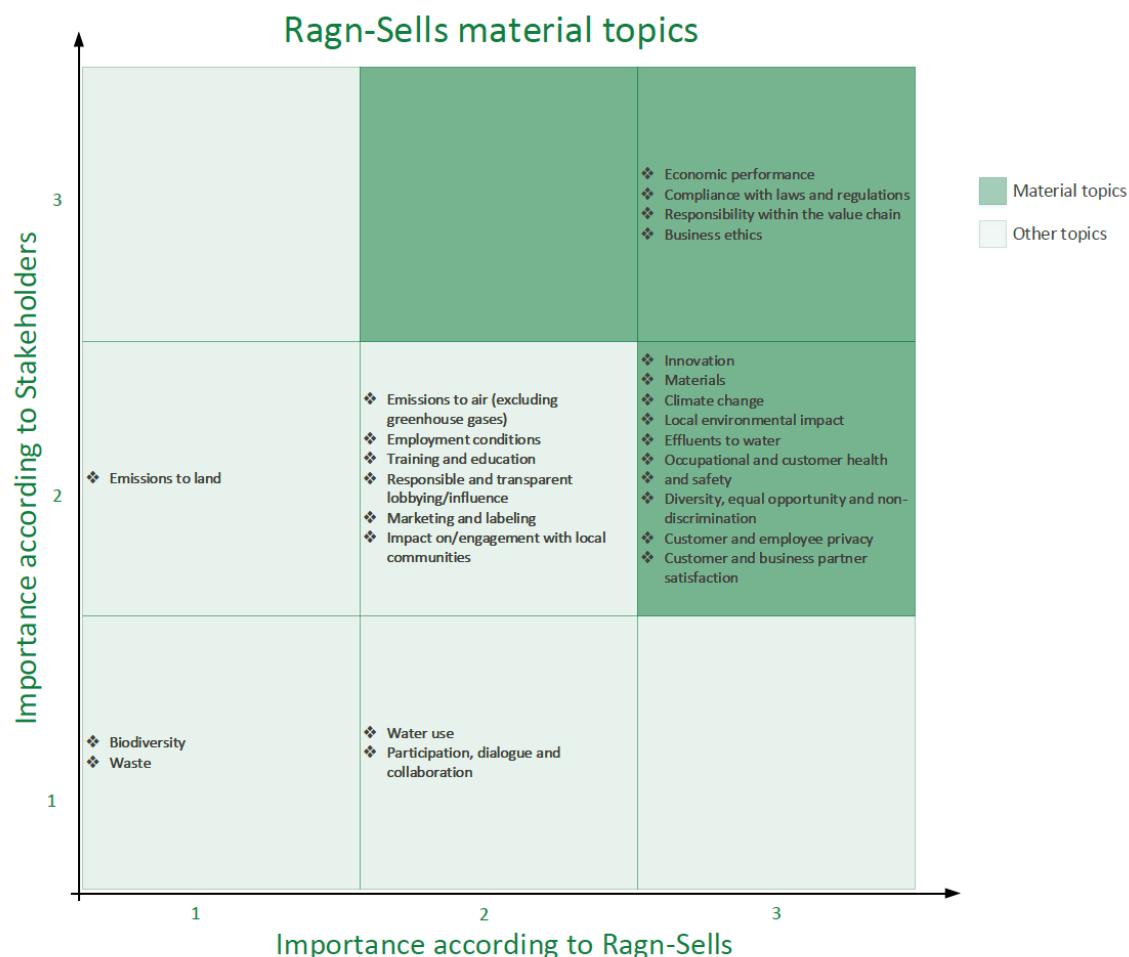 Ragn-Sells material topics
Importance according to Stakeholders
3
❖ Economic performance
❖ Compliance with laws and regulations
❖ Responsibility within the value chain
❖ Business ethics
Material topics
Other topics
2
❖ Emissions to land
❖ Emissions to air (excluding
greenhouse gases)
❖ Employment conditions
❖ Training and education
❖ Responsible and transparent
lobbying/influence
❖ Marketing and labeling
❖ Impact on/engagement with local
communities
❖ Innovation
❖ Materials
❖ Climate change
❖ Local environmental impact
❖ Effluents to water
❖ Occupational and customer health
❖ and safety
❖ Diversity, equal opportunity and non-
discrimination
❖ Customer and employee privacy
❖ Customer and business partner
satisfaction
1
❖ Biodiversity
❖ Waste
❖ Water use
❖ Participation, dialogue and
collaboration
1
2
3
Importance according to Ragn-Sells